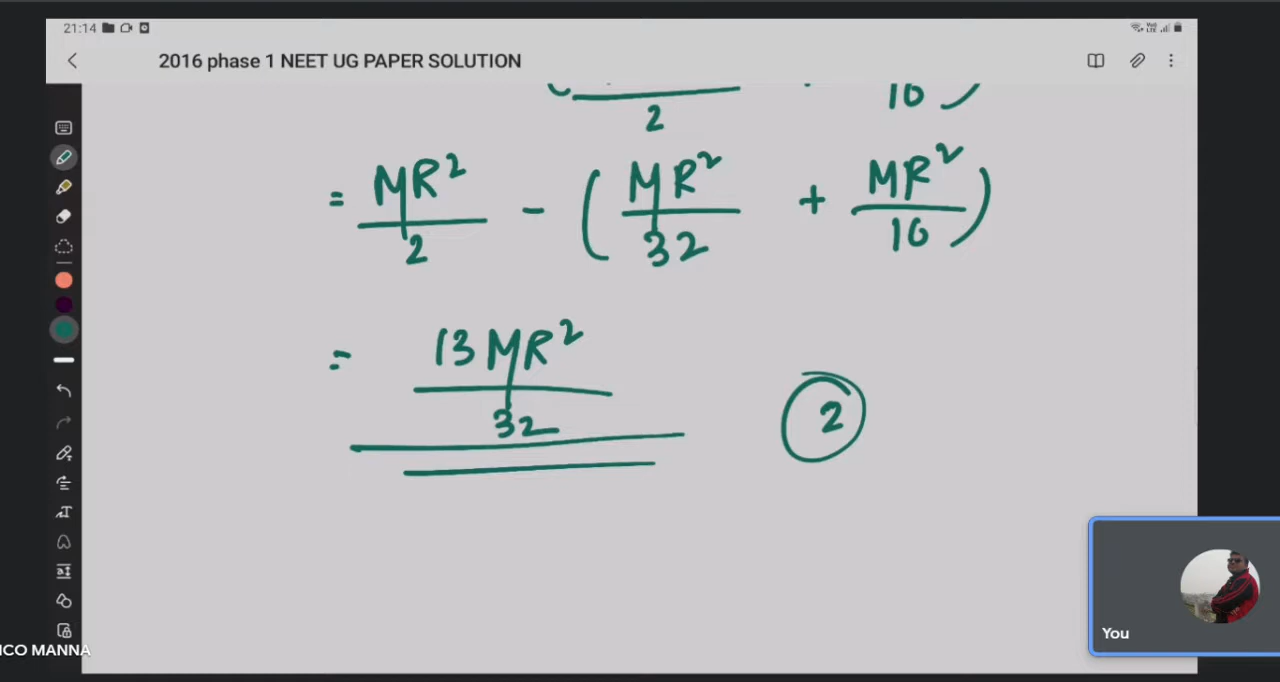 21:14
2016 phase 1 NEET UG PAPER SOLUTION
2 10
= MR²/2 - (MR²/32 + MR²/16)
= 13MR²/32 2
You
ICO MANNA